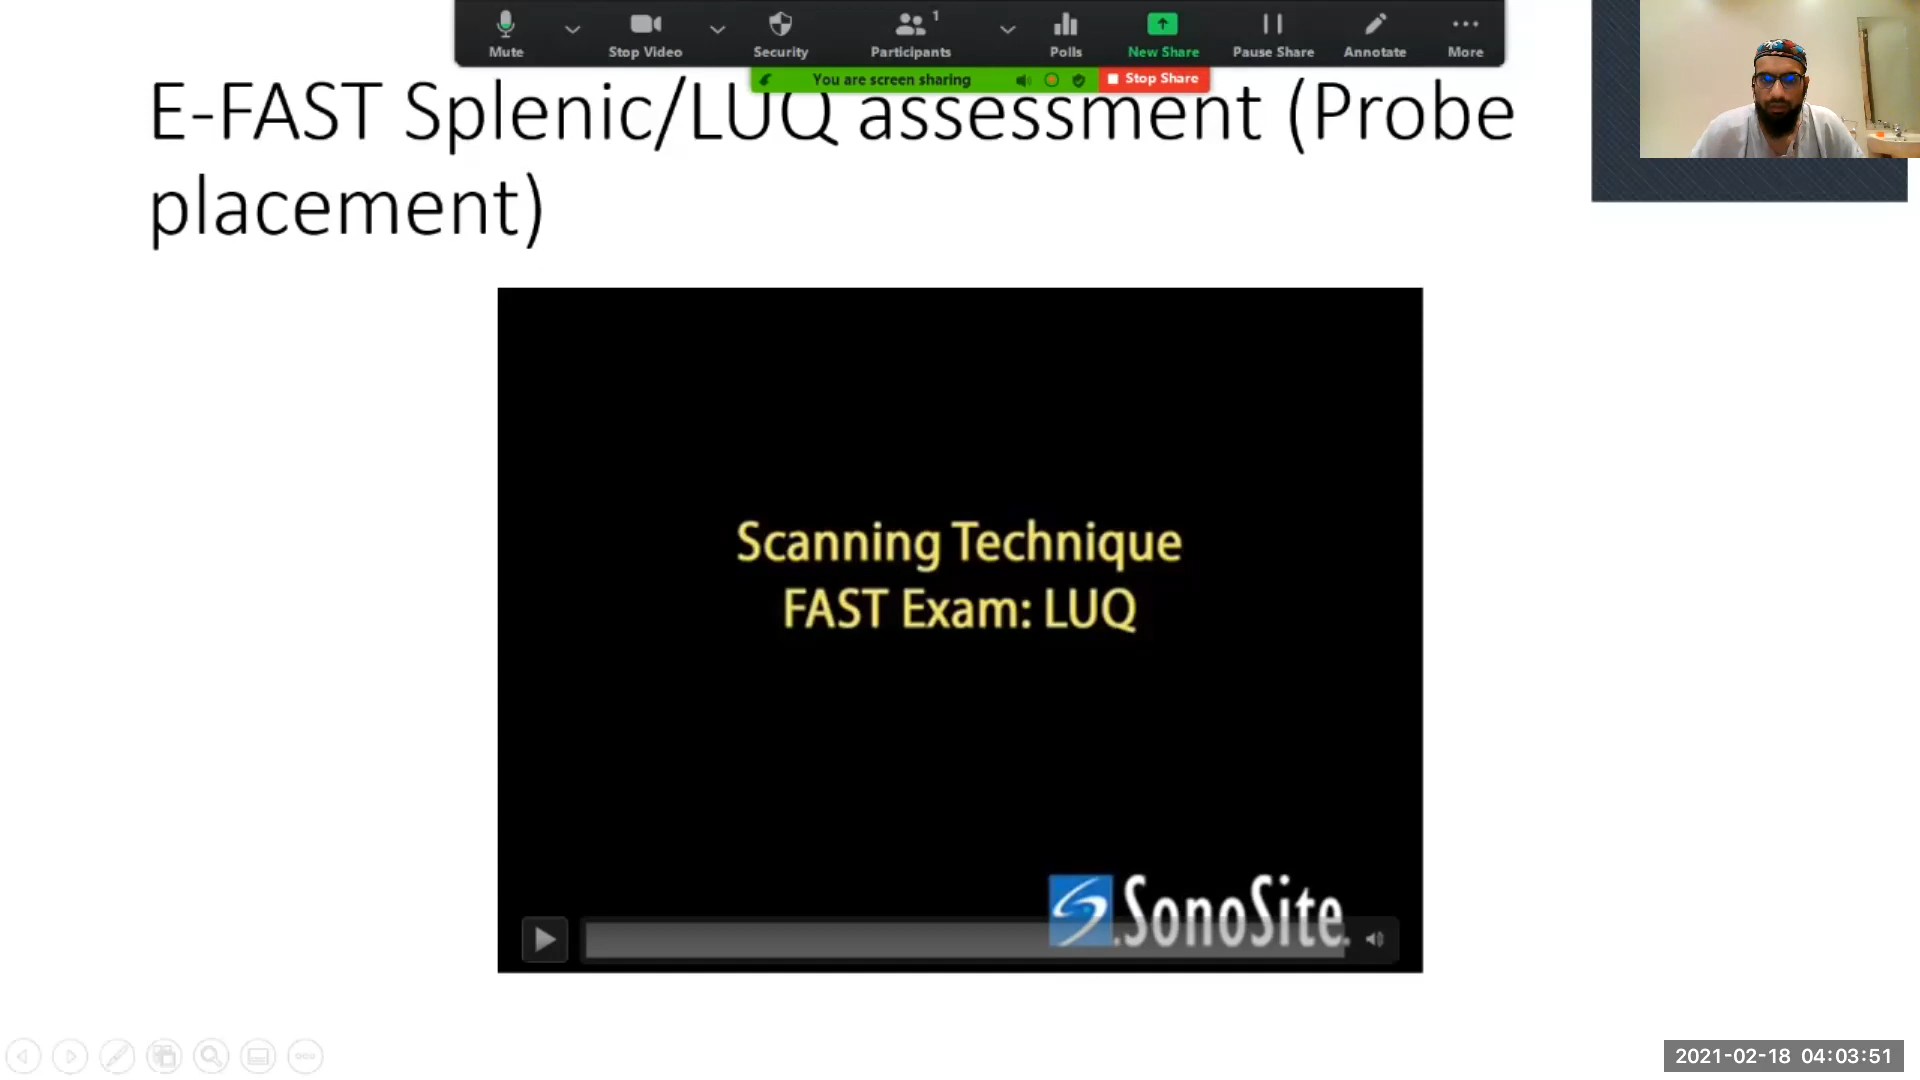 Mute
Stop Video
Security
1
Participants
Polls
New Share
Pause Share
Annotate
More
You are screen sharing
Stop Share
E-FAST Splenic/LUQ assessment (Probe
placement)
Scanning Technique
FAST Exam: LUQ
SonoSite.
2021-02-18 04:03:51